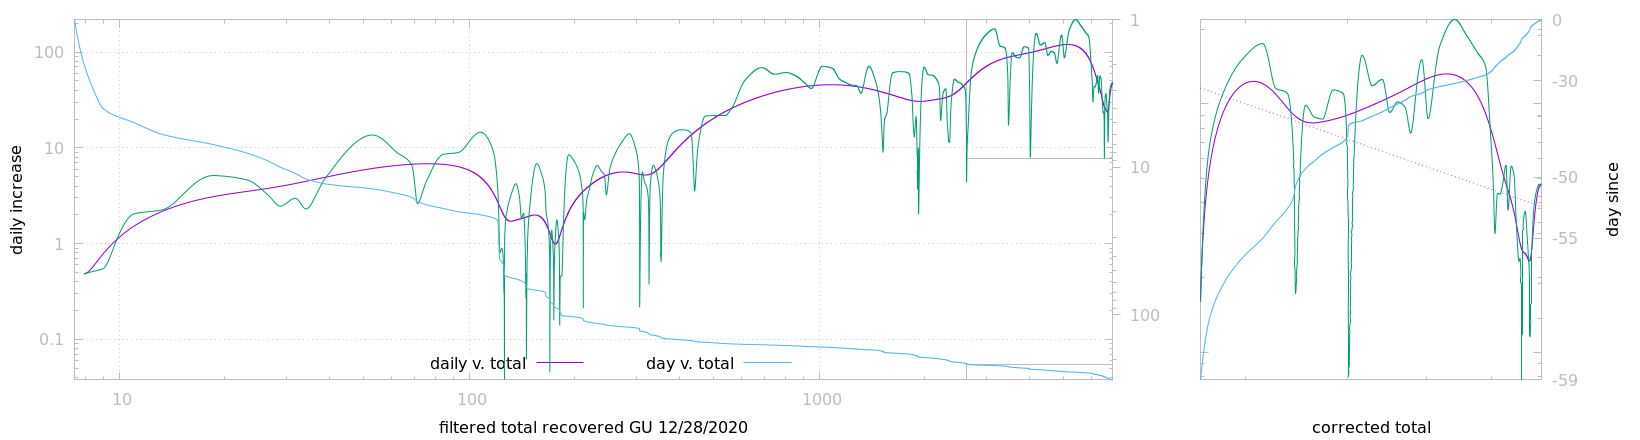 100
10
1
0.1
daily increase
10
100
1000
filtered total recovered GU 12/28/2020
daily v. total
day v. total
1
10
100
0
-30
-50
-55
-59
day since
corrected total